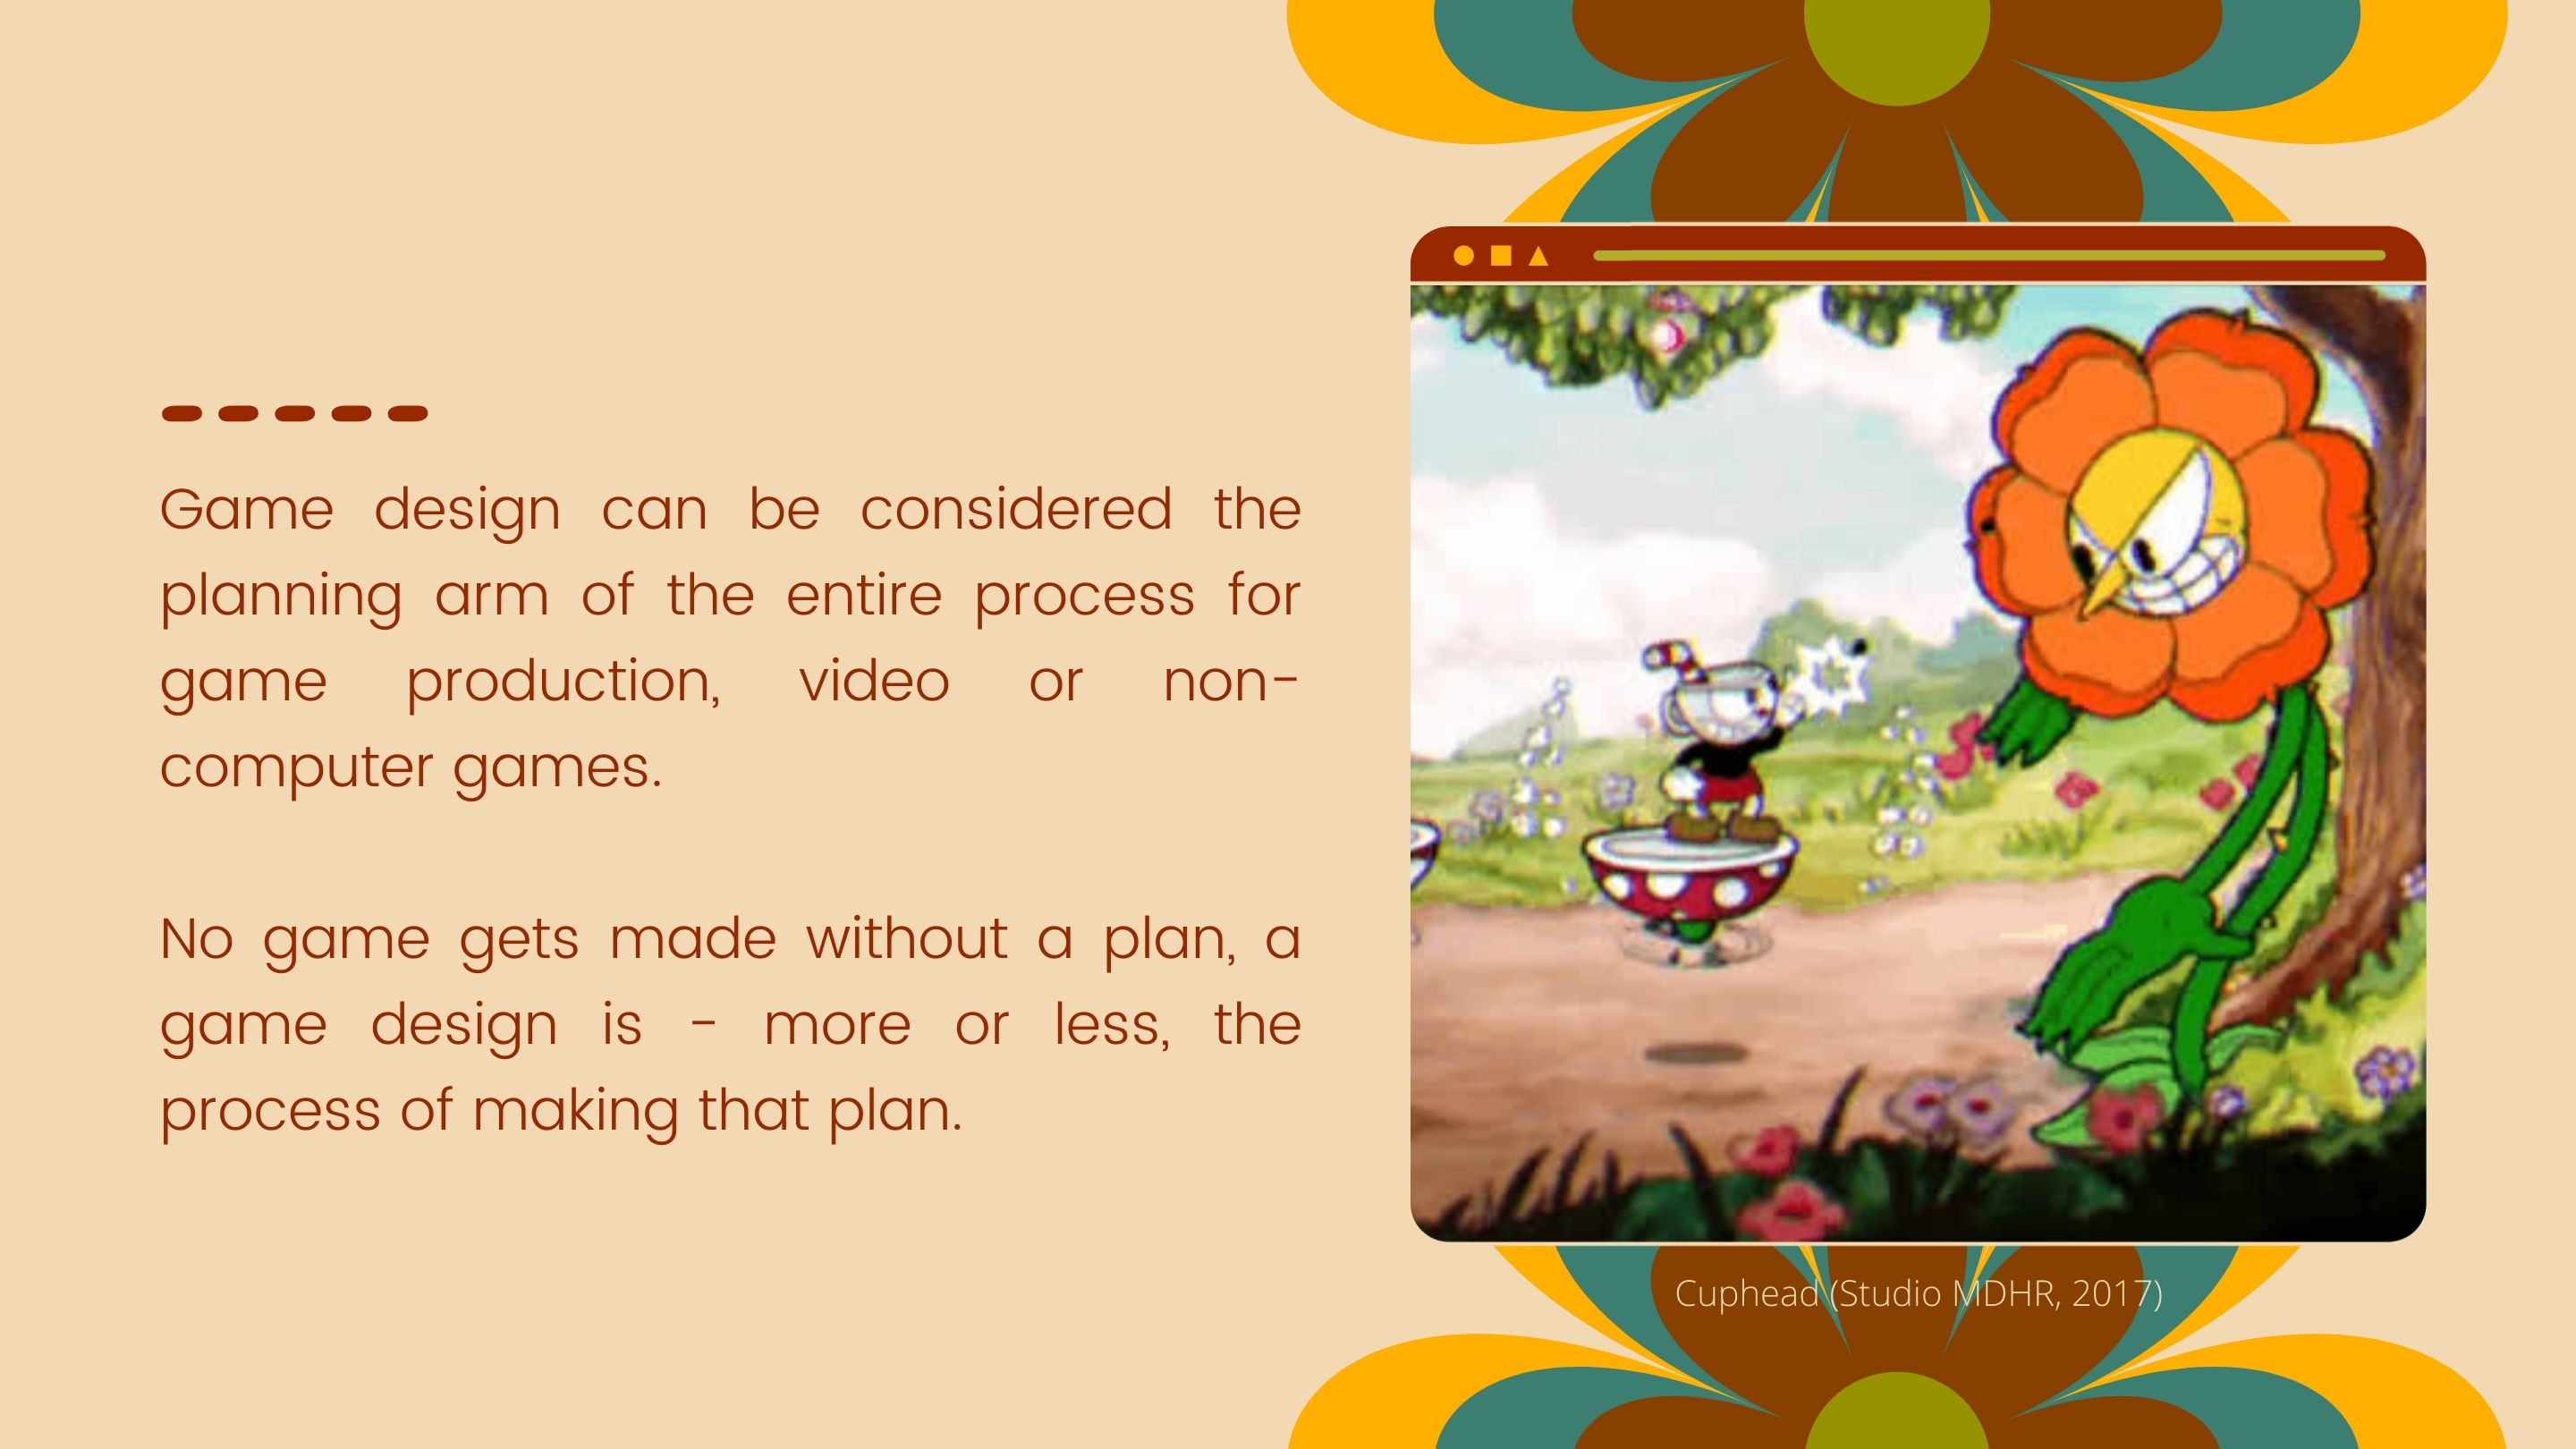 Game design can be considered the
planning arm of the entire process for
game production, video or non-
computer games.
No game gets made without a plan, a
game design is - more or less, the
process of making that plan.
Cuphead (Studio MDHR, 2017)